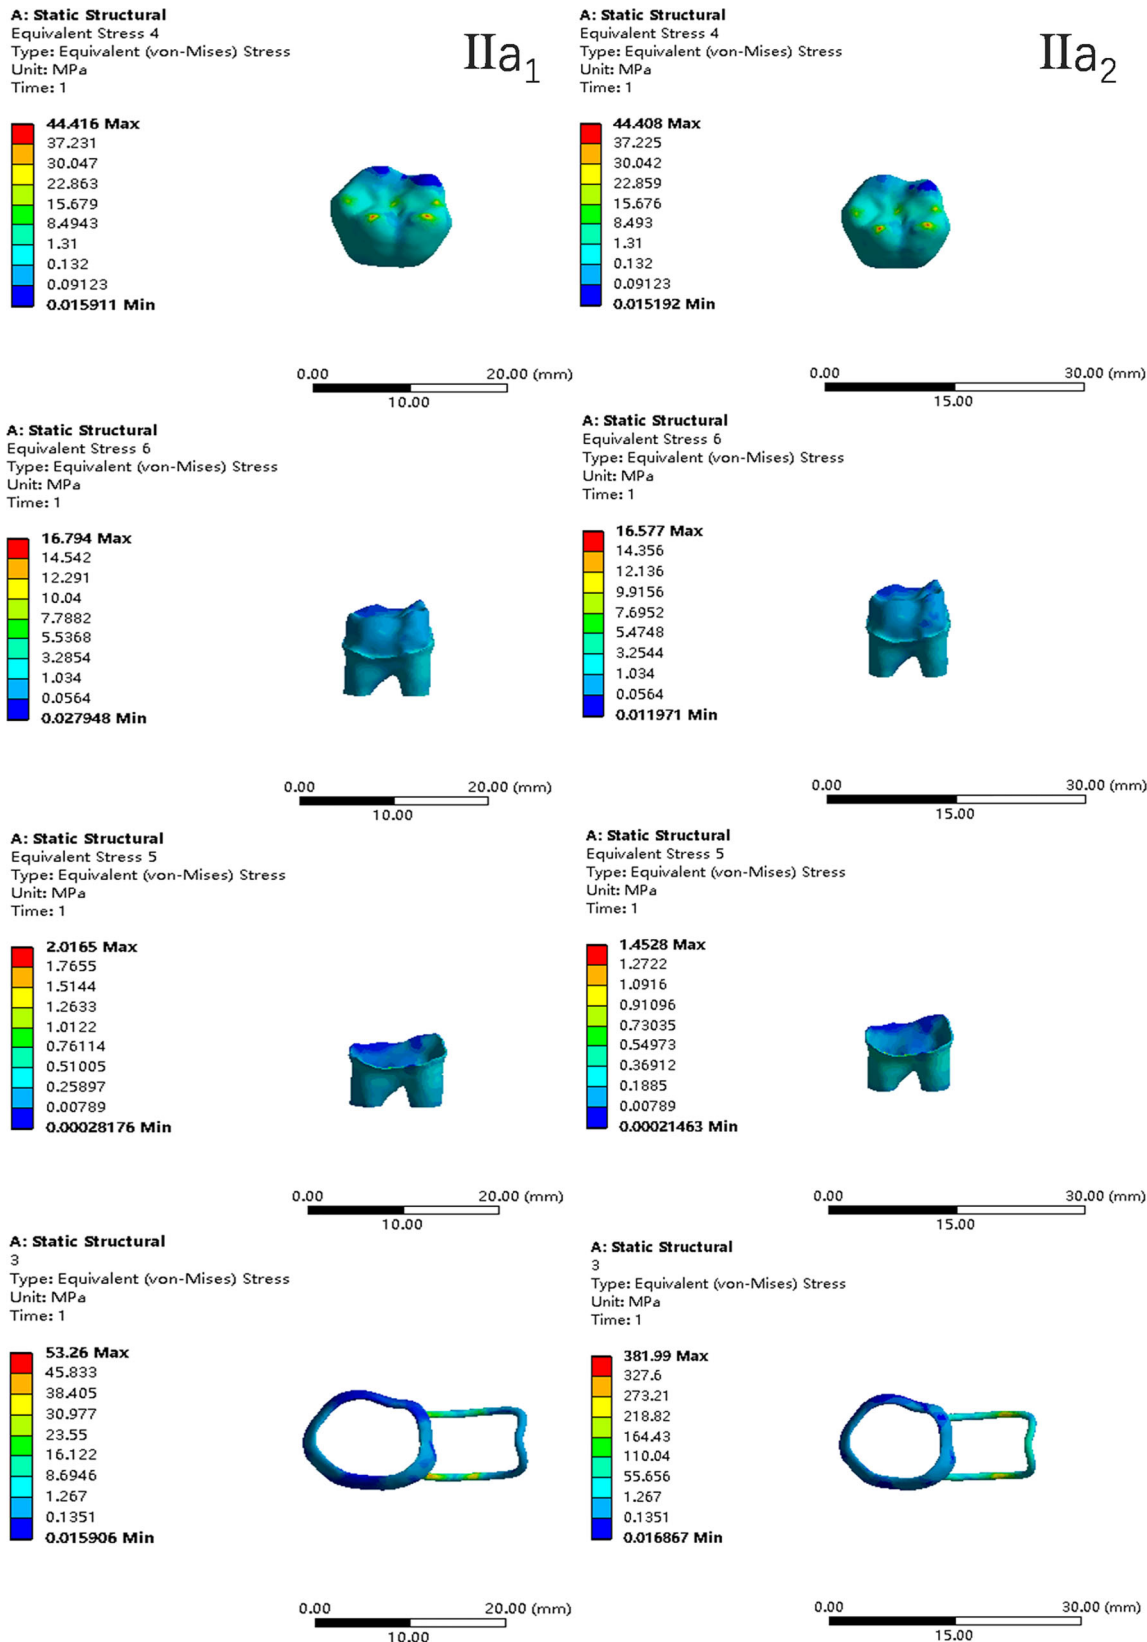 A: Static Structural
Equivalent Stress 4
Type: Equivalent (von-Mises) Stress
Unit: MPa
Time: 1
IIa1
44.416 Max
37.231
30.047
22.863
15.679
8.4943
1.31
0.132
0.09123
0.015911 Min
0.00
20.00 (mm)
10.00
A: Static Structural
Equivalent Stress 4
Type: Equivalent (von-Mises) Stress
Unit: MPa
Time: 1
IIa2
44.408 Max
37.225
30.042
22.859
15.676
8.493
1.31
0.132
0.09123
0.015192 Min
0.00
30.00 (mm)
15.00
A: Static Structural
Equivalent Stress 6
Type: Equivalent (von-Mises) Stress
Unit: MPa
Time: 1
16.794 Max
14.542
12.291
10.04
7.7882
5.5368
3.2854
1.034
0.0564
0.027948 Min
0.00
20.00 (mm)
10.00
A: Static Structural
Equivalent Stress 6
Type: Equivalent (von-Mises) Stress
Unit: MPa
Time: 1
16.577 Max
14.356
12.136
9.9156
7.6952
5.4748
3.2544
1.034
0.0564
0.011971 Min
0.00
30.00 (mm)
15.00
A: Static Structural
Equivalent Stress 5
Type: Equivalent (von-Mises) Stress
Unit: MPa
Time: 1
2.0165 Max
1.7655
1.5144
1.2633
1.0122
0.76114
0.51005
0.25897
0.00789
0.00028176 Min
0.00
20.00 (mm)
10.00
A: Static Structural
Equivalent Stress 5
Type: Equivalent (von-Mises) Stress
Unit: MPa
Time: 1
1.4528 Max
1.2722
1.0916
0.91096
0.73035
0.54973
0.36912
0.1885
0.00789
0.00021463 Min
0.00
30.00 (mm)
15.00
A: Static Structural
3
Type: Equivalent (von-Mises) Stress
Unit: MPa
Time: 1
53.26 Max
45.833
38.405
30.977
23.55
16.122
8.6946
1.267
0.1351
0.015906 Min
0.00
20.00 (mm)
10.00
A: Static Structural
3
Type: Equivalent (von-Mises) Stress
Unit: MPa
Time: 1
381.99 Max
327.6
273.21
218.82
164.43
110.04
55.656
1.267
0.1351
0.016867 Min
0.00
30.00 (mm)
15.00